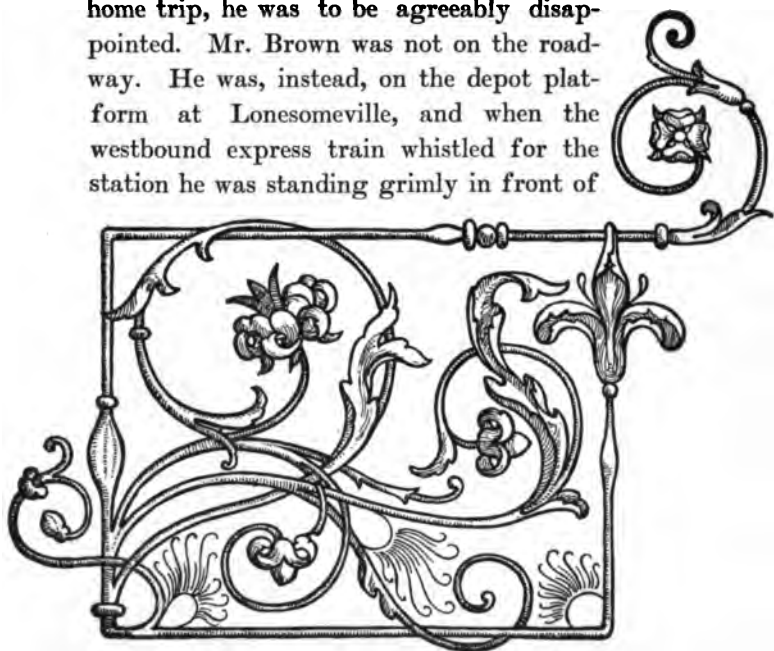 home trip, he was to be agreeably disap-
pointed. Mr. Brown was not on the road-
way. He was, instead, on the depot plat-
form at Lonesomeville, and when the
westbound express train whistled for the
station he was standing grimly in front of